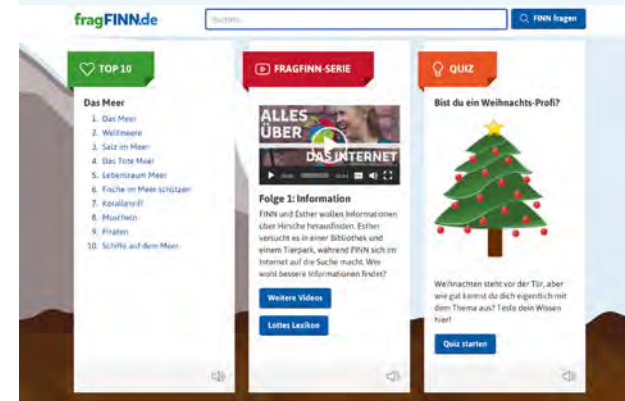 fragFINN.de
Suchtext...
FINN fragen
TOP 10
Das Meer
1. Das Meer
2. Weltmeere
3. Salz im Meer
4. Das Tote Meer
5. Lebensraum Meer
6. Fische im Meer schützen
7. Korallenriff
8. Muscheln
9. Piraten
10. Schiffe auf dem Meer
FRAGFINN-SERIE
ALLES
ÜBER
DAS INTERNET
Folge 1: Information
FINN und Esther wollen Informationen
über Hirsche herausfinden. Esther
versucht es in einer Bibliothek und
einem Tierpark, während FINN sich im
Internet auf die Suche macht. Wer
wohl bessere Informationen findet?
Weitere Videos
Lottes Lexikon
QUIZ
Bist du ein Weihnachts-Profi?
Weihnachten steht vor der Tür, aber
wie gut kennst du dich eigentlich mit
dem Thema aus? Teste dein Wissen
hier!
Quiz starten